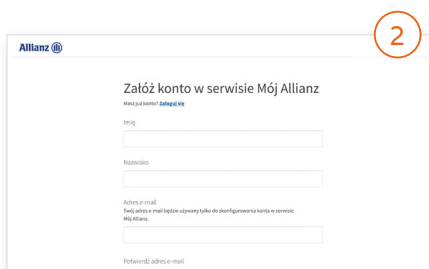 2
Allianz
Załóż konto w serwisie Mój Allianz
Masz już konto? Zaloguj się
Imię
Nazwisko
Adres e-mail
Twój adres e-mail będzie używany tylko do skonfigurowania konta w serwisie
Mój Allianz.
Potwierdź adres e-mail